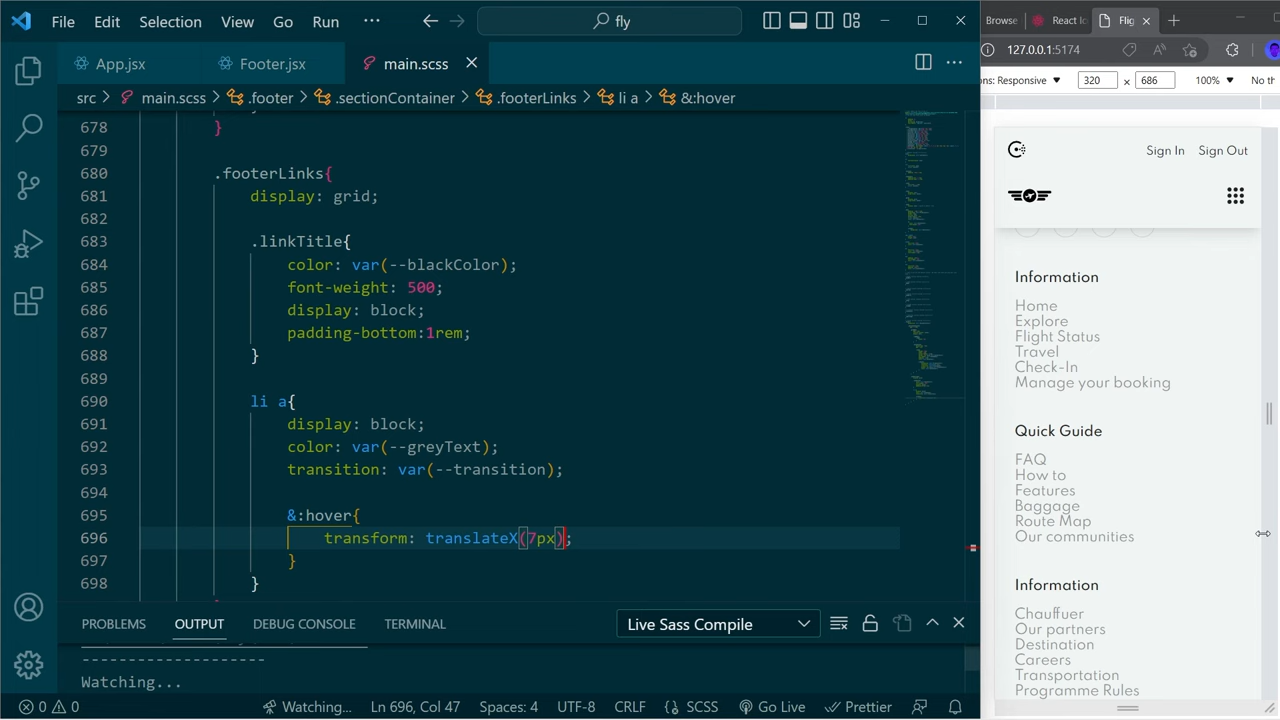 File Edit Selection View Go Run ··· fly
Browse React Ic Flig
App.jsx Footer.jsx main.scss
127.0.0.1:5174
ons: Responsive 320 × 686 100% No th
src > main.scss > .footer > .sectionContainer > .footerLinks > li a > &:hover
678 }
679
680 .footerLinks{
681 display: grid;
682
683 .linkTitle{
684 color: var(--blackColor);
685 font-weight: 500;
686 display: block;
687 padding-bottom:1rem;
688 }
689
690 li a{
691 display: block;
692 color: var(--greyText);
693 transition: var(--transition);
694
695 &:hover{
696 transform: translateX(7px);
697 }
698 }
PROBLEMS OUTPUT DEBUG CONSOLE TERMINAL Live Sass Compile
--------------------
Watching...
0 0 Watching... Ln 696, Col 47 Spaces: 4 UTF-8 CRLF SCSS Go Live Prettier
Sign In Sign Out
Information
Home
Explore
Flight Status
Travel
Check-In
Manage your booking
Quick Guide
FAQ
How to
Features
Baggage
Route Map
Our communities
Information
Chauffuer
Our partners
Destination
Careers
Transportation
Programme Rules